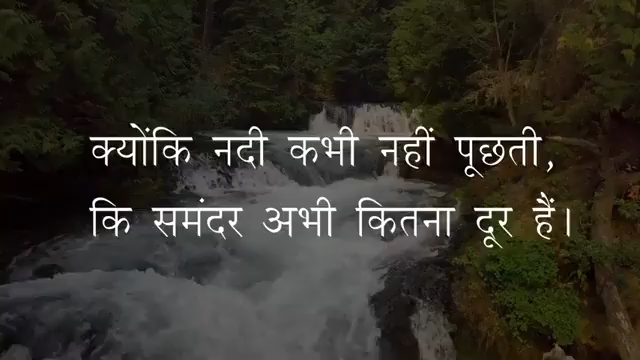 क्योंकि नदी कभी नहीं पूछती,
कि समंदर अभी कितना दूर हैं।